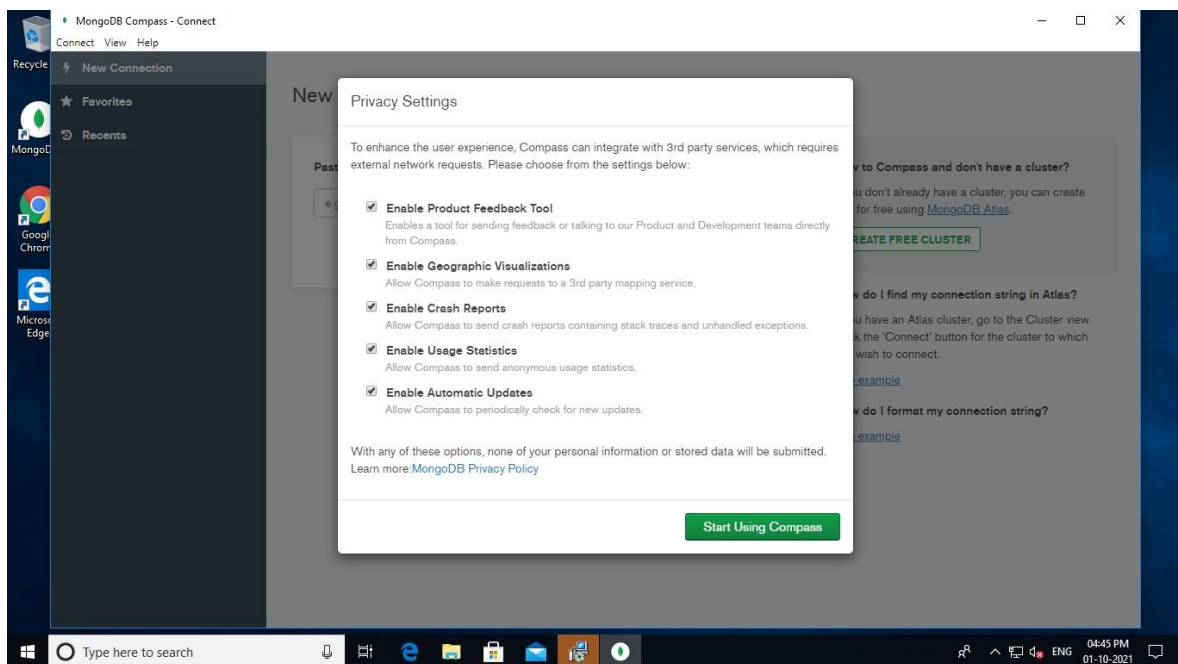 MongoDB Compass - Connect
Connect View Help
Recycle
MongoD
Googl
Chrom
Micros
Edge
New Connection
Favorites
Recents
New
Past
e.g
Privacy Settings
To enhance the user experience, Compass can integrate with 3rd party services, which requires
external network requests. Please choose from the settings below:
Enable Product Feedback Tool
Enables a tool for sending feedback or talking to our Product and Development teams directly
from Compass.
Enable Geographic Visualizations
Allow Compass to make requests to a 3rd party mapping service.
Enable Crash Reports
Allow Compass to send crash reports containing stack traces and unhandled exceptions.
Enable Usage Statistics
Allow Compass to send anonymous usage statistics.
Enable Automatic Updates
Allow Compass to periodically check for new updates.
With any of these options, none of your personal information or stored data will be submitted.
Learn more:MongoDB Privacy Policy
Start Using Compass
w to Compass and don't have a cluster?
u don't already have a cluster, you can create
for free using MongoDB Atlas.
REATE FREE CLUSTER
w do I find my connection string in Atlas?
u have an Atlas cluster, go to the Cluster view.
k the 'Connect' button for the cluster to which
wish to connect.
example
w do I format my connection string?
example
Type here to search
ENG
04:45 PM
01-10-2021